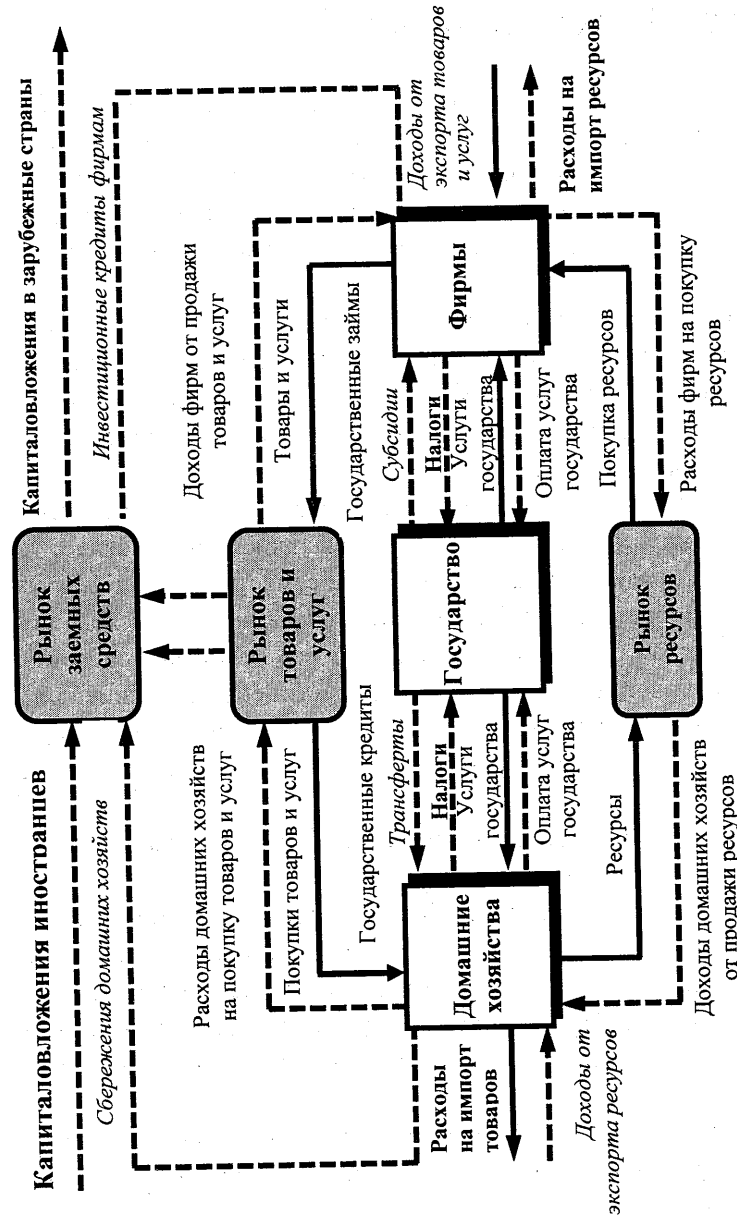 Капиталовложения иностранцев
Капиталовложения в зарубежные страны
Сбережения домашних хозяйств
Инвестиционные кредиты фирмам
Рынок
заемных
средств
Расходы домашних хозяйств
на покупку товаров и услуг
Доходы фирм от продажи
товаров и услуг
Покупки товаров и услуг
Товары и услуги
Рынок
товаров и
услуг
Государственные кредиты
Государственные займы
Трансферты
Субсидии
Налоги
Налоги
Услуги
Услуги
государства
государства
Оплата услуг
государства
Оплата услуг
государства
Расходы
на импорт
товаров
Домашние
хозяйства
Государство
Фирмы
Доходы от
экспорта товаров
и услуг
Доходы от
экспорта ресурсов
Расходы на
импорт ресурсов
Ресурсы
Покупка ресурсов
Рынок
ресурсов
Доходы домашних хозяйств
от продажи ресурсов
Расходы фирм на покупку
ресурсов